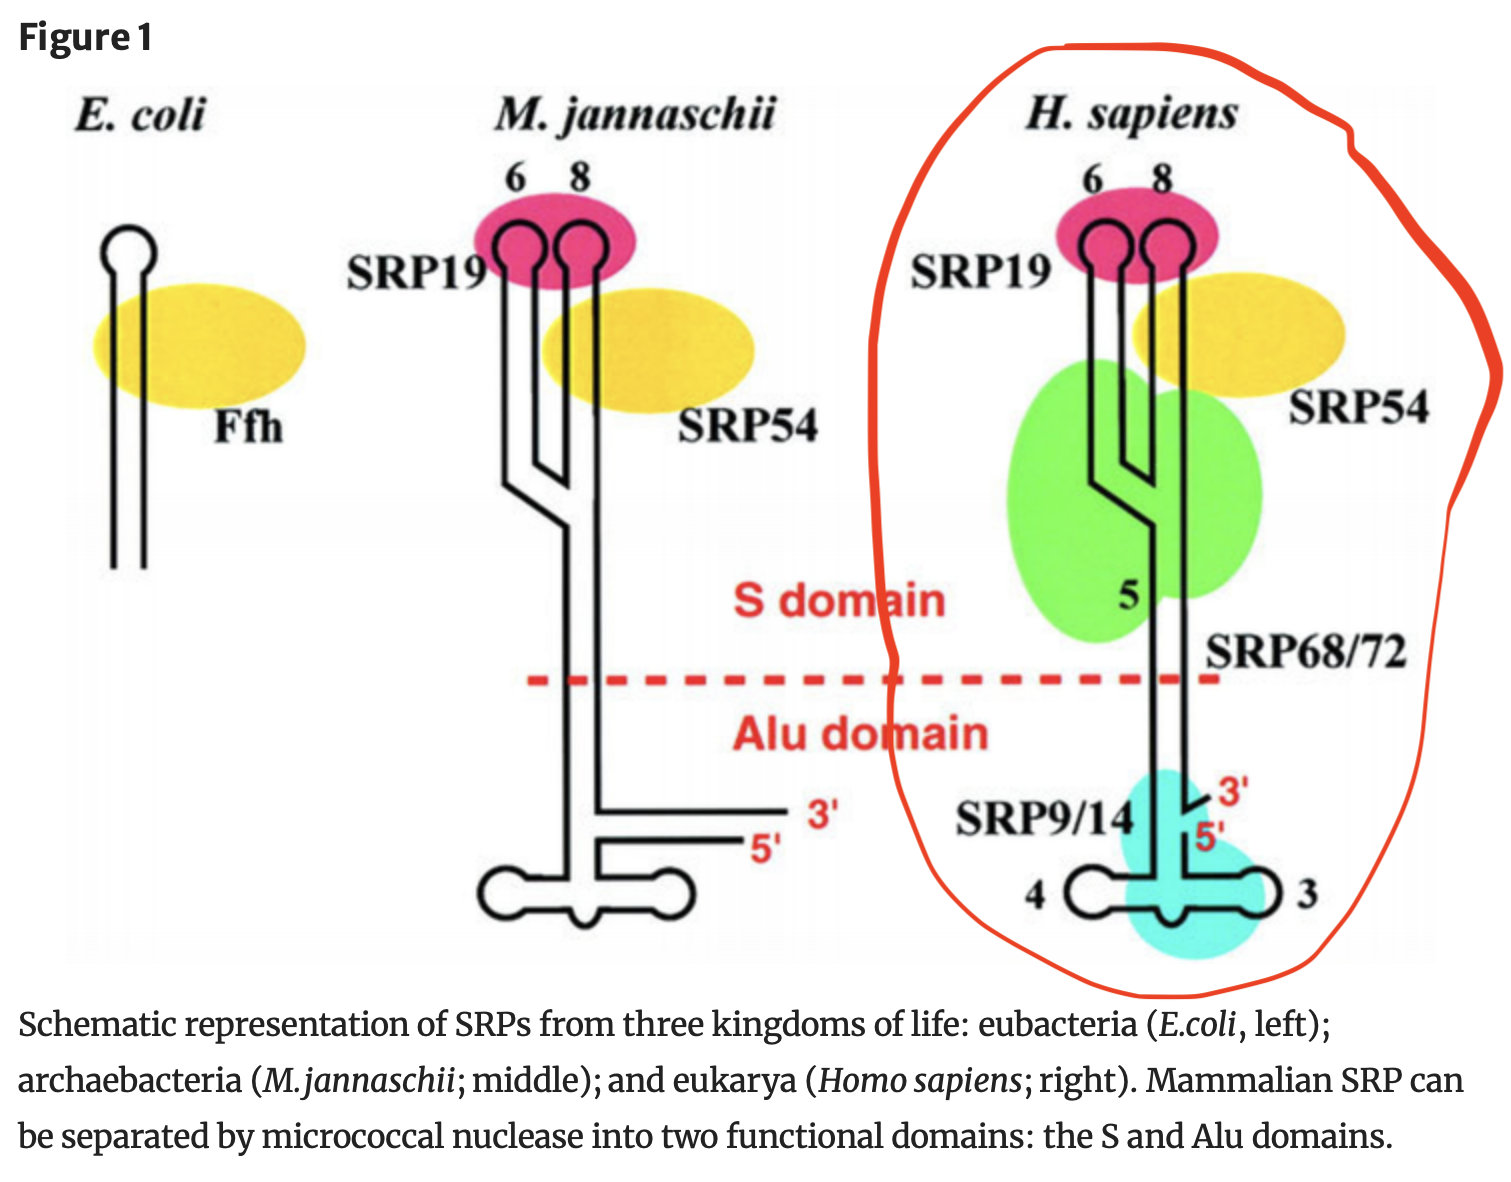 Figure 1
E. coli
M. jannaschii
H. sapiens
6 8
6 8
SRP19
SRP19
Ffh
SRP54
SRP54
S domain
5
SRP68/72
Alu domain
3'
5'
SRP9/14
3'
5'
4
3
Schematic representation of SRPs from three kingdoms of life: eubacteria (E.coli, left);
archaebacteria (M.jannaschii; middle); and eukarya (Homo sapiens; right). Mammalian SRP can
be separated by micrococcal nuclease into two functional domains: the S and Alu domains.